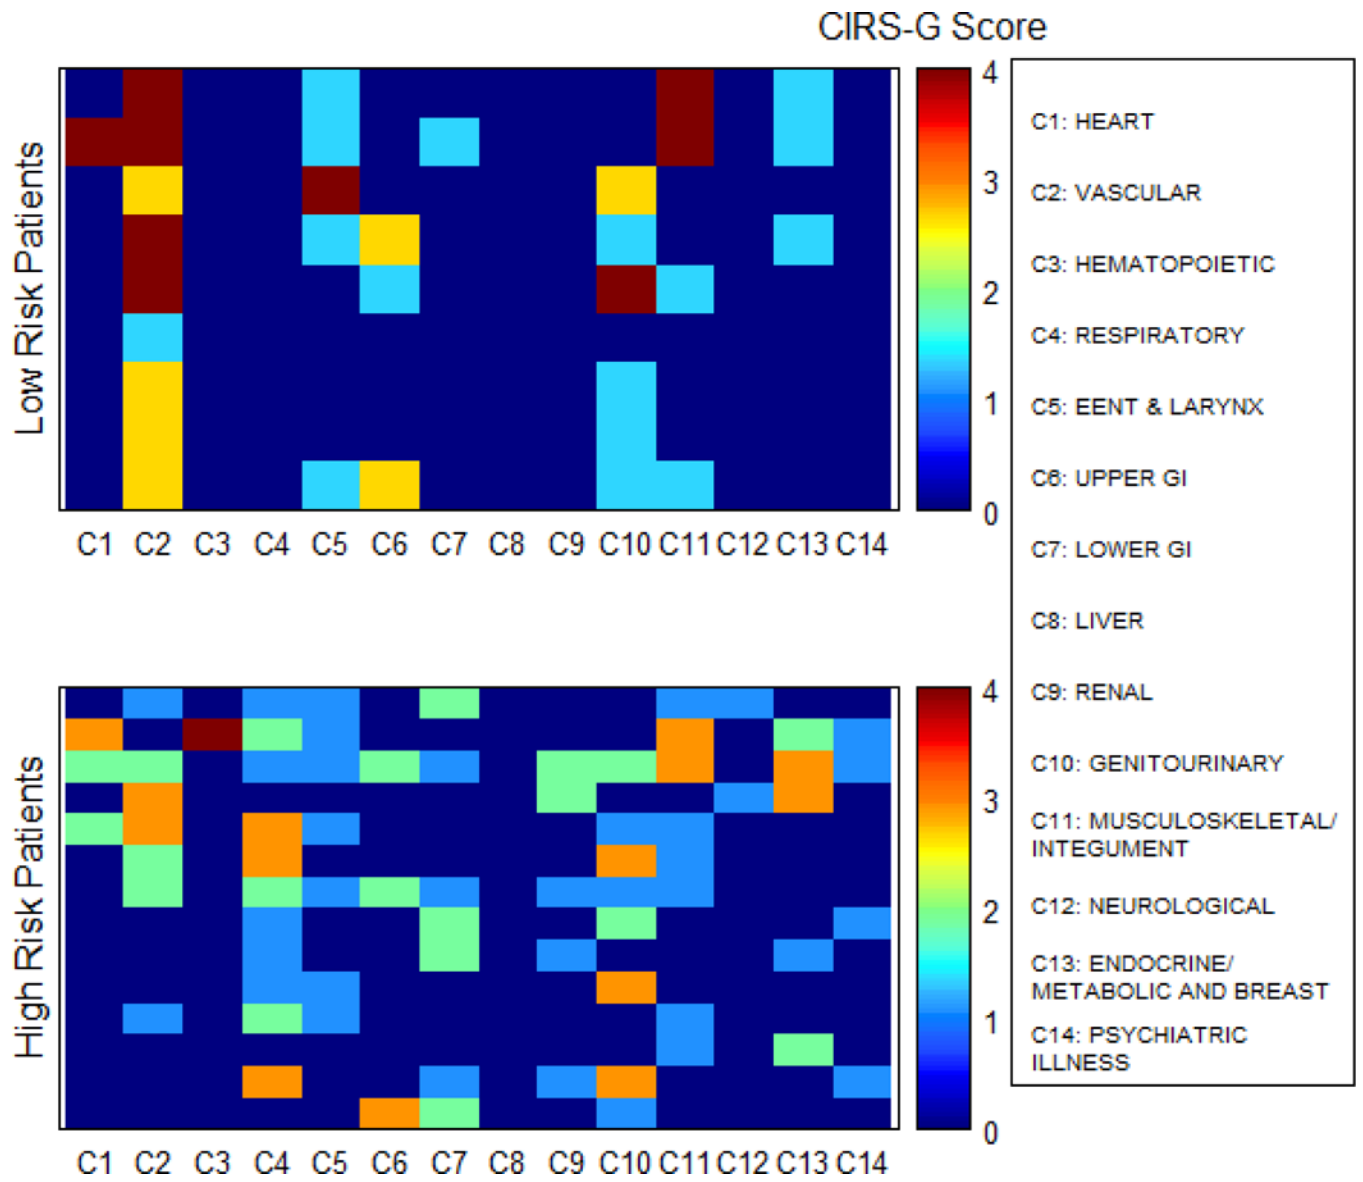 CIRS-G Score
Low Risk Patients
4
3
2
1
0
C1 C2 C3 C4 C5 C6 C7 C8 C9 C10 C11 C12 C13 C14
High Risk Patients
4
3
2
1
0
C1 C2 C3 C4 C5 C6 C7 C8 C9 C10 C11 C12 C13 C14
C1: HEART
C2: VASCULAR
C3: HEMATOPOIETIC
C4: RESPIRATORY
C5: EENT & LARYNX
C6: UPPER GI
C7: LOWER GI
C8: LIVER
C9: RENAL
C10: GENITOURINARY
C11: MUSCULOSKELETAL/
INTEGUMENT
C12: NEUROLOGICAL
C13: ENDOCRINE/
METABOLIC AND BREAST
C14: PSYCHIATRIC
ILLNESS